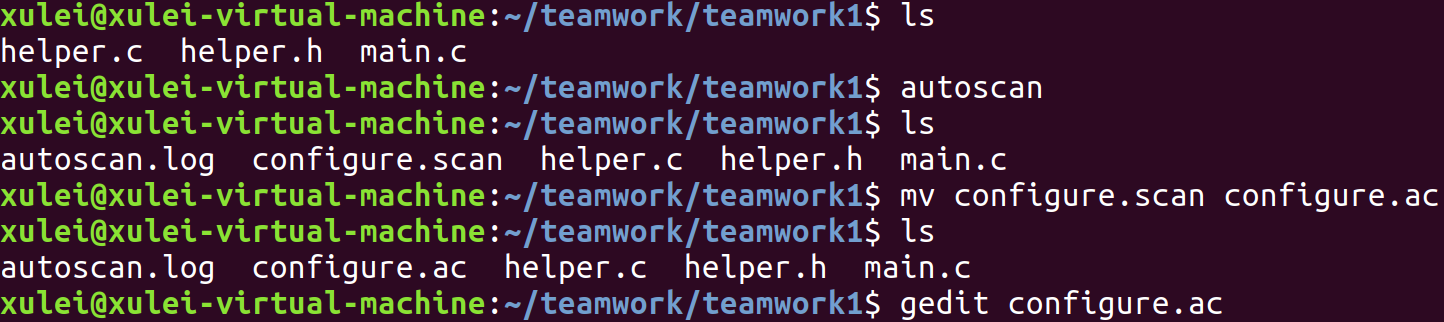 xulei@xulei-virtual-machine:~/teamwork/teamwork1$ ls
helper.c  helper.h  main.c
xulei@xulei-virtual-machine:~/teamwork/teamwork1$ autoscan
xulei@xulei-virtual-machine:~/teamwork/teamwork1$ ls
autoscan.log  configure.scan  helper.c  helper.h  main.c
xulei@xulei-virtual-machine:~/teamwork/teamwork1$ mv configure.scan configure.ac
xulei@xulei-virtual-machine:~/teamwork/teamwork1$ ls
autoscan.log  configure.ac  helper.c  helper.h  main.c
xulei@xulei-virtual-machine:~/teamwork/teamwork1$ gedit configure.ac